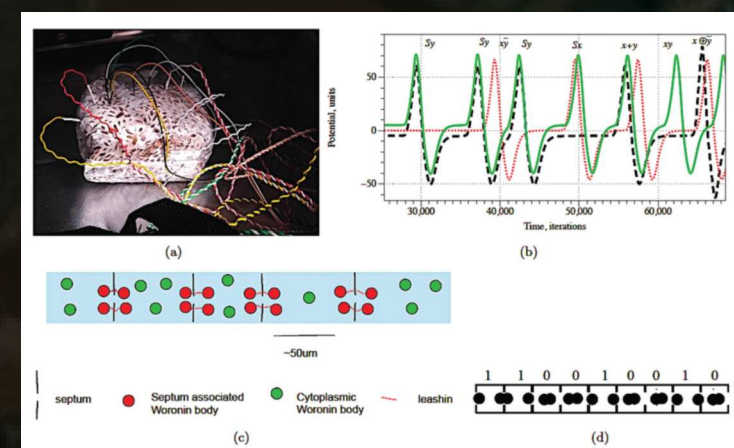 Sy Sy xy̅ Sy Sx x+y xy x⊕y
Potential, units
50
0
−50
30,000 40,000 50,000 60,000
Time, iterations
(a) (b)
~50um
septum
Septum associated
Woronin body
Cytoplasmic
Woronin body
leashin
1 1 0 0 1 0 0 1 0
(c) (d)